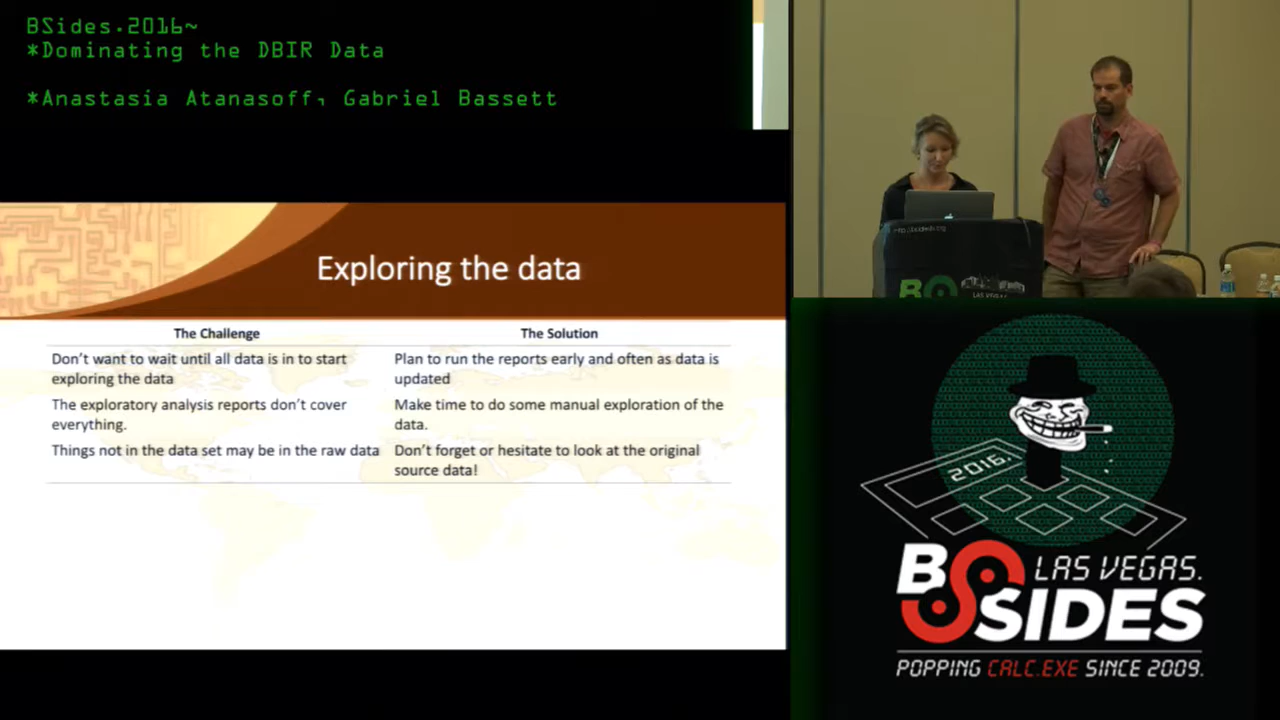 BSides.2016~
*Dominating the DBIR Data
*Anastasia Atanasoff, Gabriel Bassett
Exploring the data
The Challenge
The Solution
Don't want to wait until all data is in to start
exploring the data
Plan to run the reports early and often as data is
updated
The exploratory analysis reports don't cover
everything.
Make time to do some manual exploration of the
data.
Things not in the data set may be in the raw data
Don't forget or hesitate to look at the original
source data!
LAS VEGAS
2016.
BSIDES
LAS VEGAS.
POPPING CALC.EXE SINCE 2009.